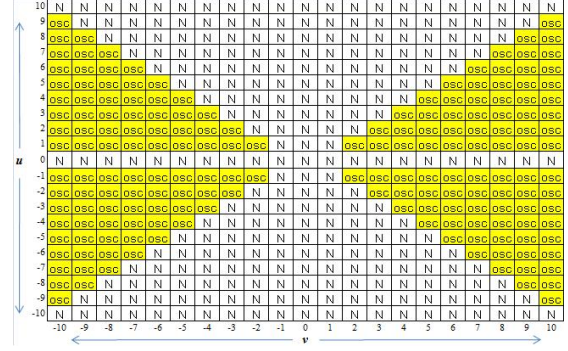 10 N N N N N N N N N N N N N N N N N N N N N
9 osc N N N N N N N N N N N N N N N N N N N osc
8 osc osc N N N N N N N N N N N N N N N N N osc osc
7 osc osc osc N N N N N N N N N N N N N N N osc osc osc
6 osc osc osc osc N N N N N N N N N N N N N osc osc osc osc
5 osc osc osc osc osc N N N N N N N N N N N osc osc osc osc osc
4 osc osc osc osc osc osc N N N N N N N N N osc osc osc osc osc osc
3 osc osc osc osc osc osc osc N N N N N N N osc osc osc osc osc osc osc
2 osc osc osc osc osc osc osc osc N N N N N osc osc osc osc osc osc osc osc
1 osc osc osc osc osc osc osc osc osc N N N osc osc osc osc osc osc osc osc osc
u 0 N N N N N N N N N N N N N N N N N N N N N
-1 osc osc osc osc osc osc osc osc osc N N N osc osc osc osc osc osc osc osc osc
-2 osc osc osc osc osc osc osc osc N N N N N osc osc osc osc osc osc osc osc
-3 osc osc osc osc osc osc osc N N N N N N N osc osc osc osc osc osc osc
-4 osc osc osc osc osc osc N N N N N N N N N osc osc osc osc osc osc
-5 osc osc osc osc osc N N N N N N N N N N N osc osc osc osc osc
-6 osc osc osc osc N N N N N N N N N N N N N osc osc osc osc
-7 osc osc osc N N N N N N N N N N N N N N N osc osc osc
-8 osc osc N N N N N N N N N N N N N N N N N osc osc
-9 osc N N N N N N N N N N N N N N N N N N N osc
-10 N N N N N N N N N N N N N N N N N N N N N
-10 -9 -8 -7 -6 -5 -4 -3 -2 -1 0 1 2 3 4 5 6 7 8 9 10
v